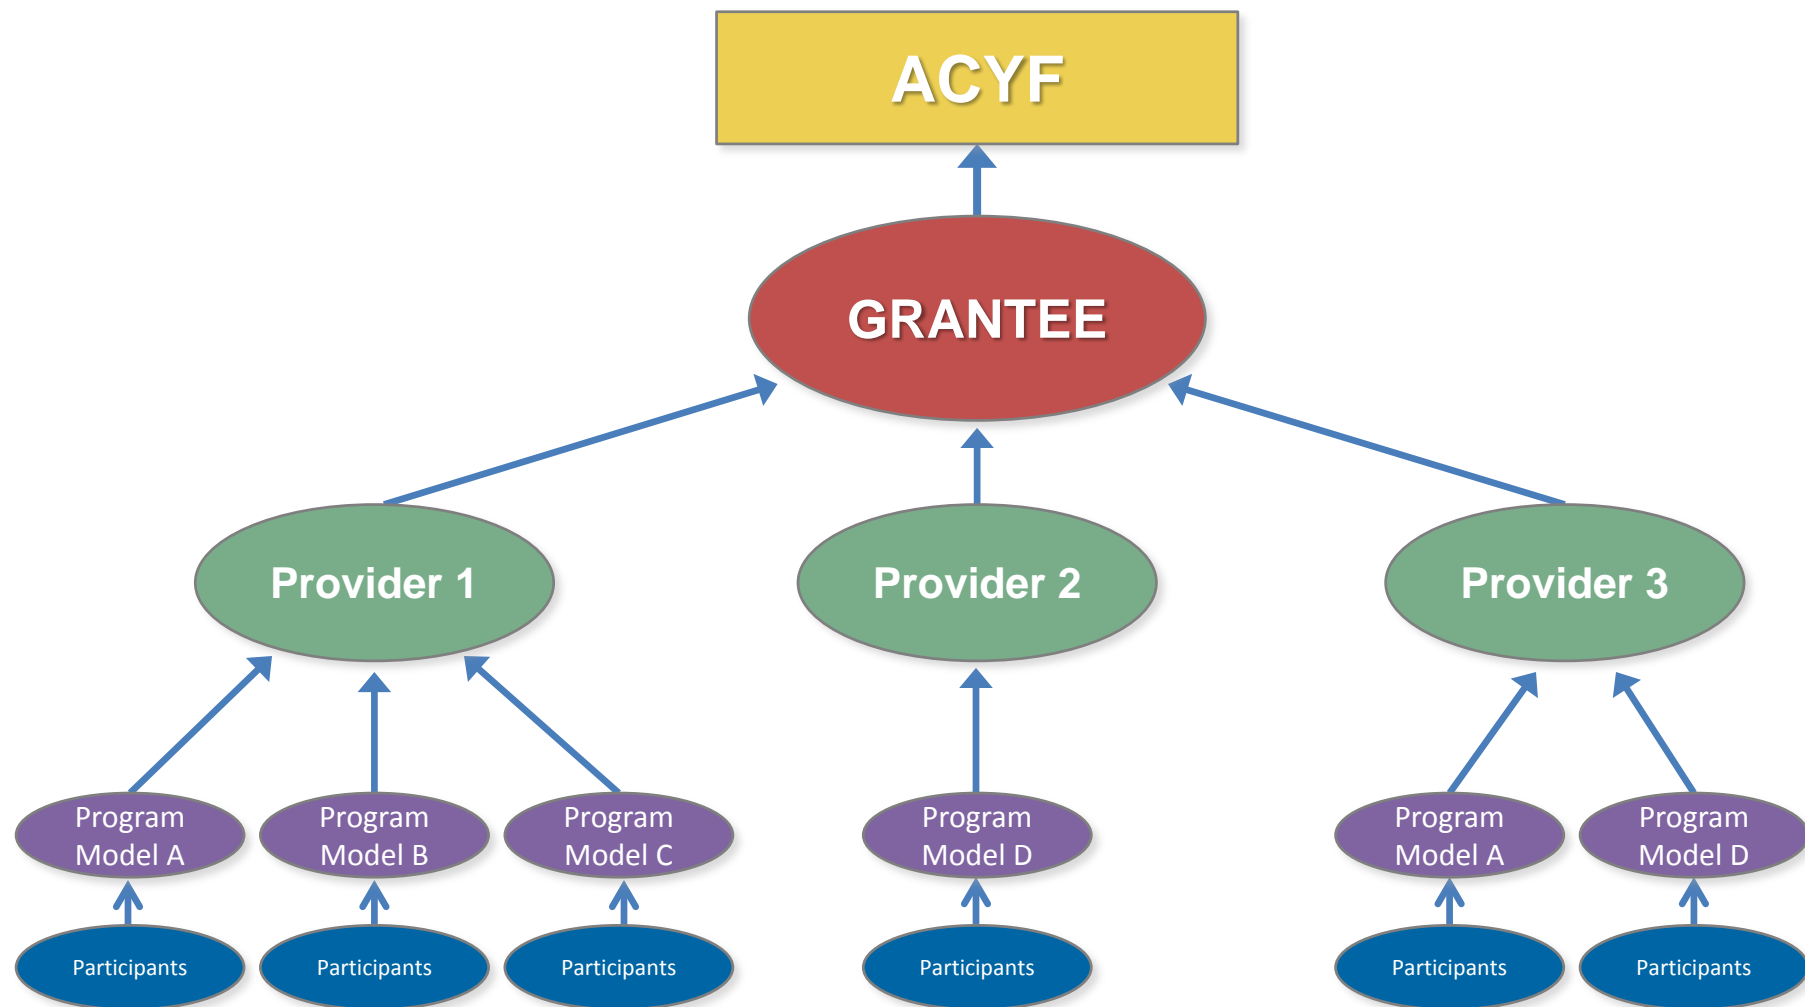 ACYF
GRANTEE
Provider 1
Provider 2
Provider 3
Program
Model A
Program
Model B
Program
Model C
Program
Model D
Program
Model A
Program
Model D
Participants
Participants
Participants
Participants
Participants
Participants